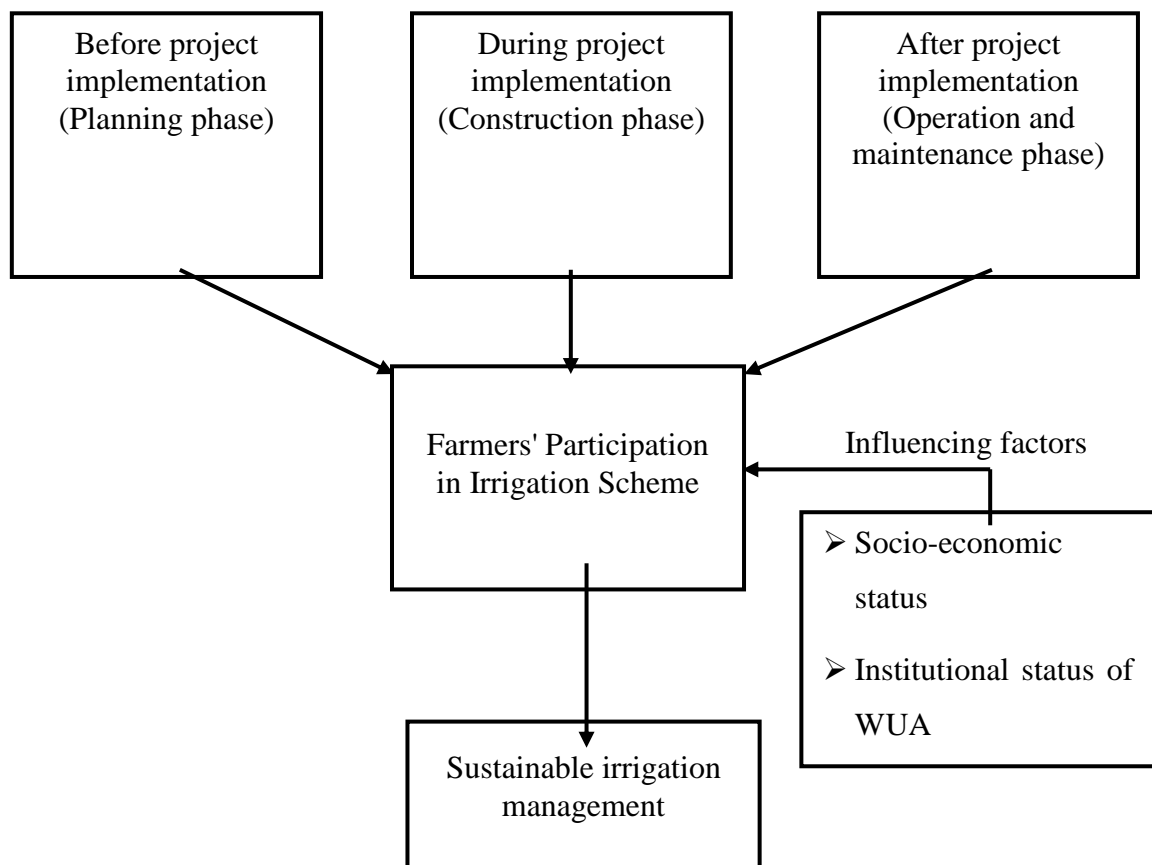 Before project
implementation
(Planning phase)
During project
implementation
(Construction phase)
After project
implementation
(Operation and
maintenance phase)
Farmers' Participation
in Irrigation Scheme
Influencing factors
➢ Socio-economic
status
➢ Institutional status of
WUA
Sustainable irrigation
management